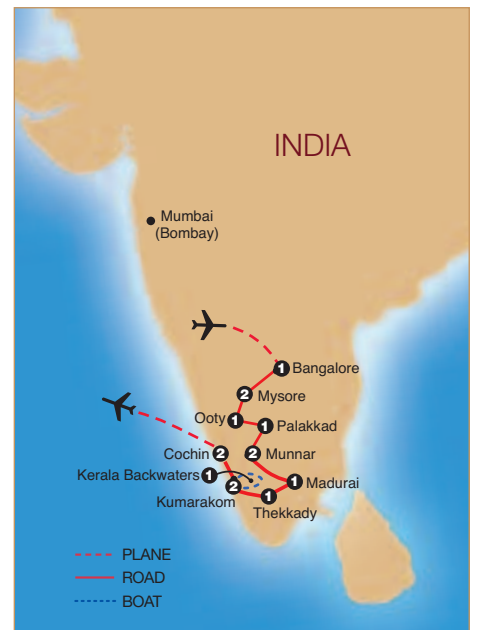 INDIA
Mumbai
(Bombay)
1 Bangalore
2 Mysore
Ooty 1
1 Palakkad
Cochin 2
2 Munnar
Kerala Backwaters 1
1 Madurai
Kumarakom 2
1
Thekkady
PLANE
ROAD
BOAT